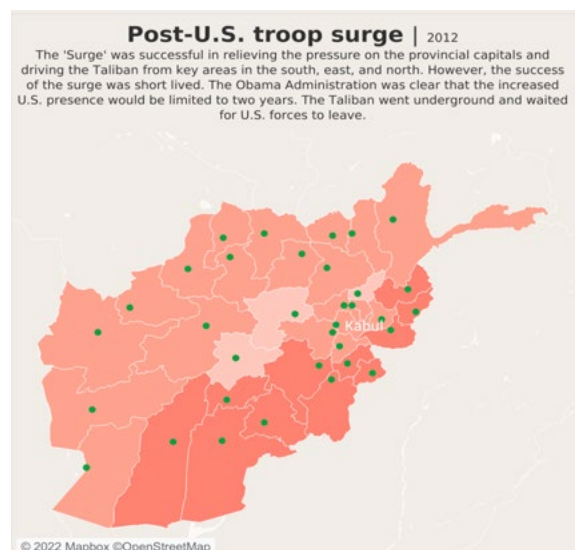 Post-U.S. troop surge | 2012
The 'Surge' was successful in relieving the pressure on the provincial capitals and
driving the Taliban from key areas in the south, east, and north. However, the success
of the surge was short lived. The Obama Administration was clear that the increased
U.S. presence would be limited to two years. The Taliban went underground and waited
for U.S. forces to leave.
Kabul
© 2022 Mapbox ©OpenStreetMap